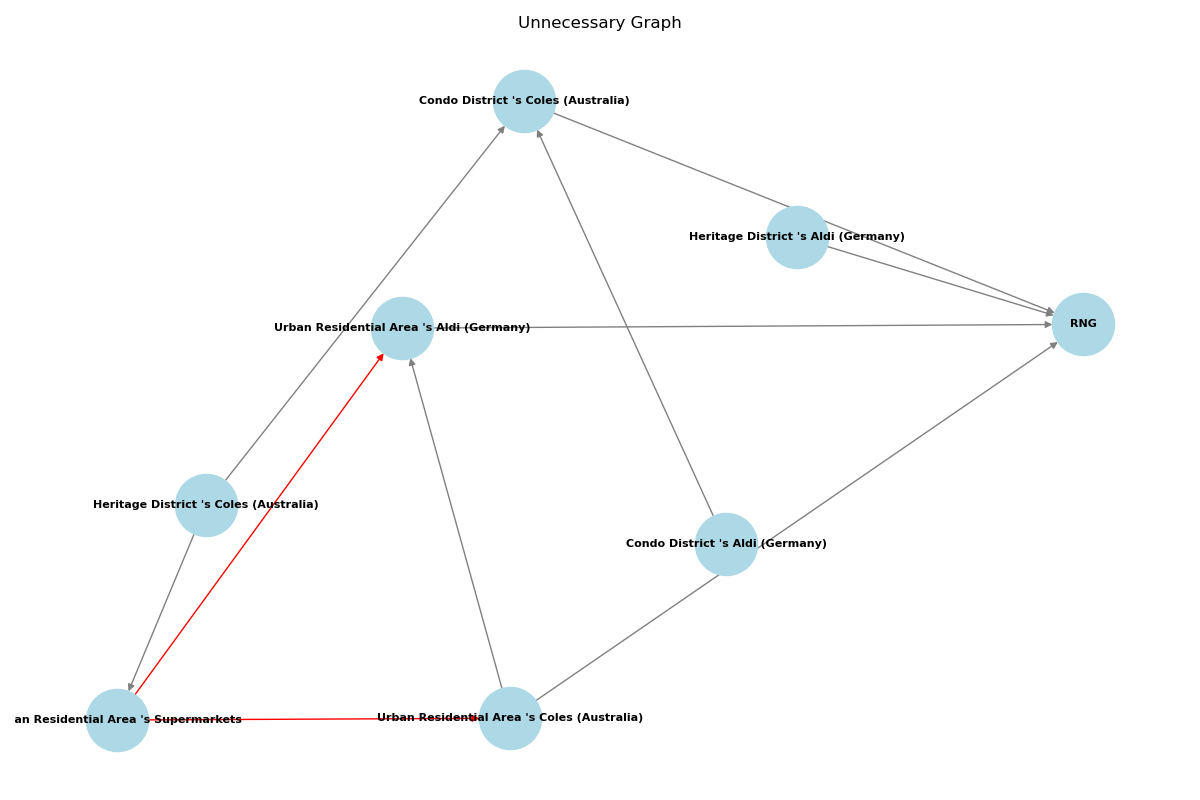 Unnecessary Graph
Condo District 's Coles (Australia)
Heritage District 's Aldi (Germany)
RNG
Urban Residential Area 's Aldi (Germany)
Heritage District 's Coles (Australia)
Condo District 's Aldi (Germany)
an Residential Area 's Supermarkets
Urban Residential Area 's Coles (Australia)